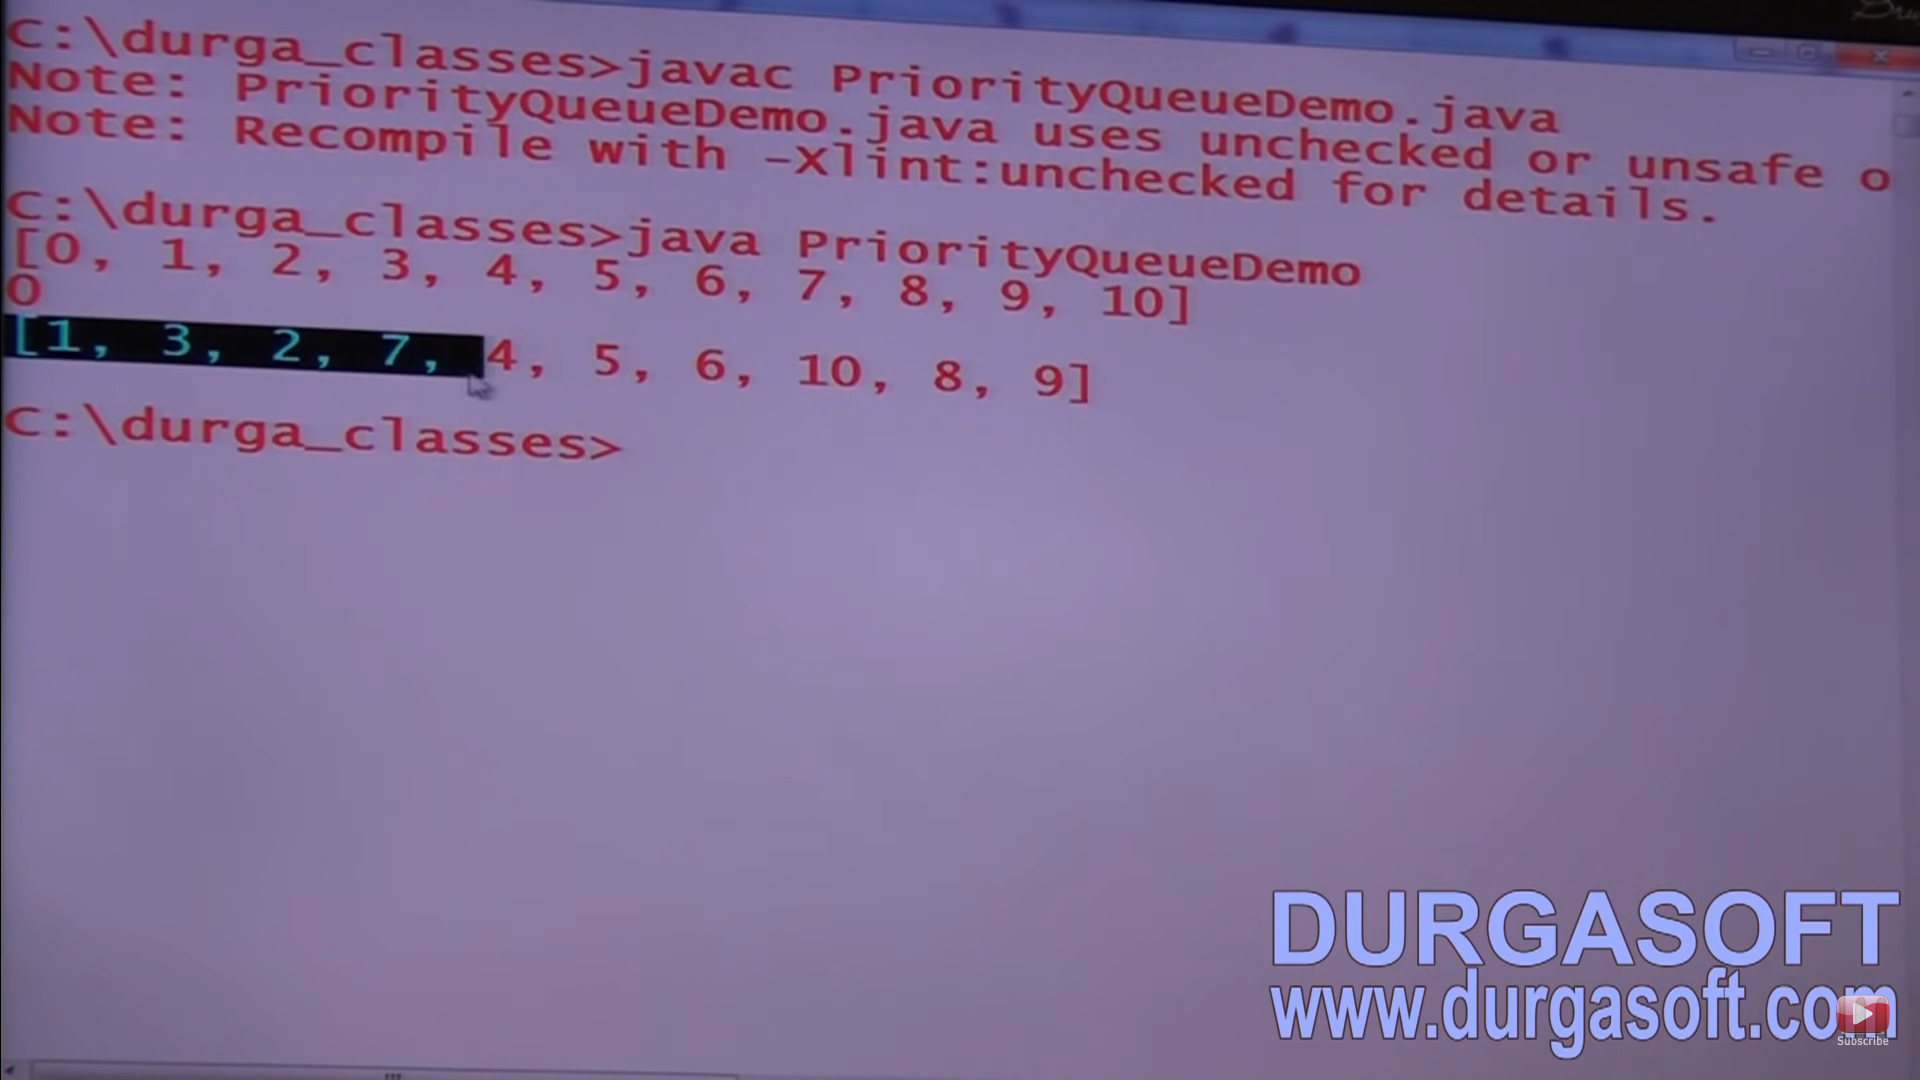 C:\durga_classes>javac PriorityQueueDemo.java
Note: PriorityQueueDemo.java uses unchecked or unsafe o
Note: Recompile with -Xlint:unchecked for details.
C:\durga_classes>java PriorityQueueDemo
[0, 1, 2, 3, 4, 5, 6, 7, 8, 9, 10]
0
[1, 3, 2, 7, 4, 5, 6, 10, 8, 9]
C:\durga_classes>
DURGASOFT
www.durgasoft.com
Subscribe